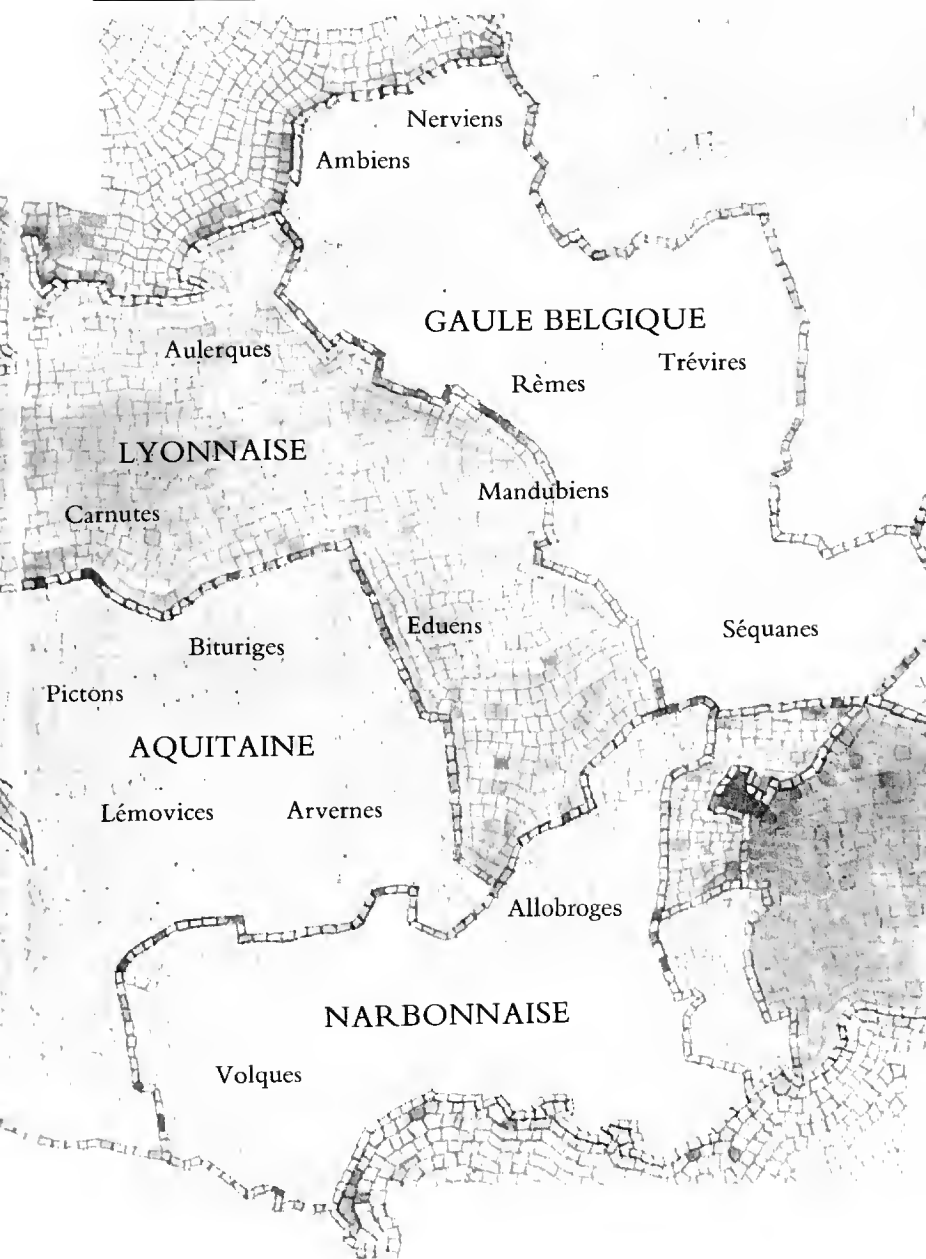 Nerviens
Ambiens
GAULE BELGIQUE
Aulerques
Trévires
Rèmes
LYONNAISE
Mandubiens
Carnutes
Eduens
Séquanes
Bituriges
Pictons
AQUITAINE
Lémovices
Arvernes
Allobroges
NARBONNAISE
Volques